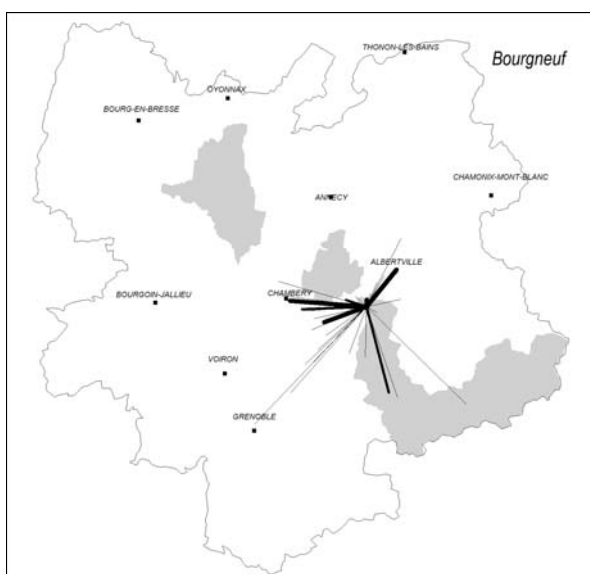 THONON-LES-BAINS
Bourgneuf
OYONNAX
BOURG-EN-BRESSE
CHAMONIX-MONT-BLANC
ANNECY
ALBERTVILLE
CHAMBERY
BOURGOIN-JALLIEU
VOIRON
GRENOBLE